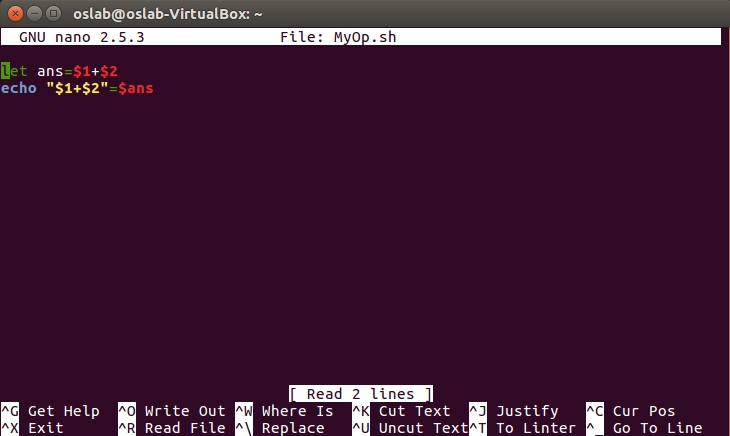 oslab@oslab-VirtualBox: ~
GNU nano 2.5.3 File: MyOp.sh
let ans=$1+$2
echo "$1+$2"=$ans
[ Read 2 lines ]
^G Get Help ^O Write Out ^W Where Is ^K Cut Text ^J Justify ^C Cur Pos
^X Exit ^R Read File ^\ Replace ^U Uncut Text ^T To Linter ^_ Go To Line